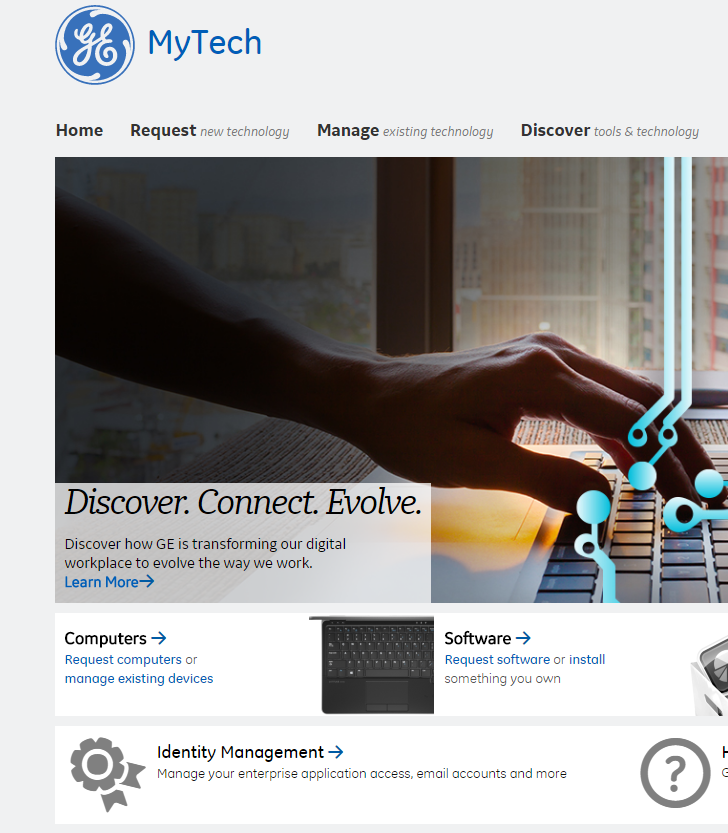 GE MyTech
Home Request new technology Manage existing technology Discover tools & technology
Discover. Connect. Evolve.
Discover how GE is transforming our digital
workplace to evolve the way we work.
Learn More→
Computers →
Request computers or
manage existing devices
Software →
Request software or install
something you own
Identity Management →
Manage your enterprise application access, email accounts and more
?